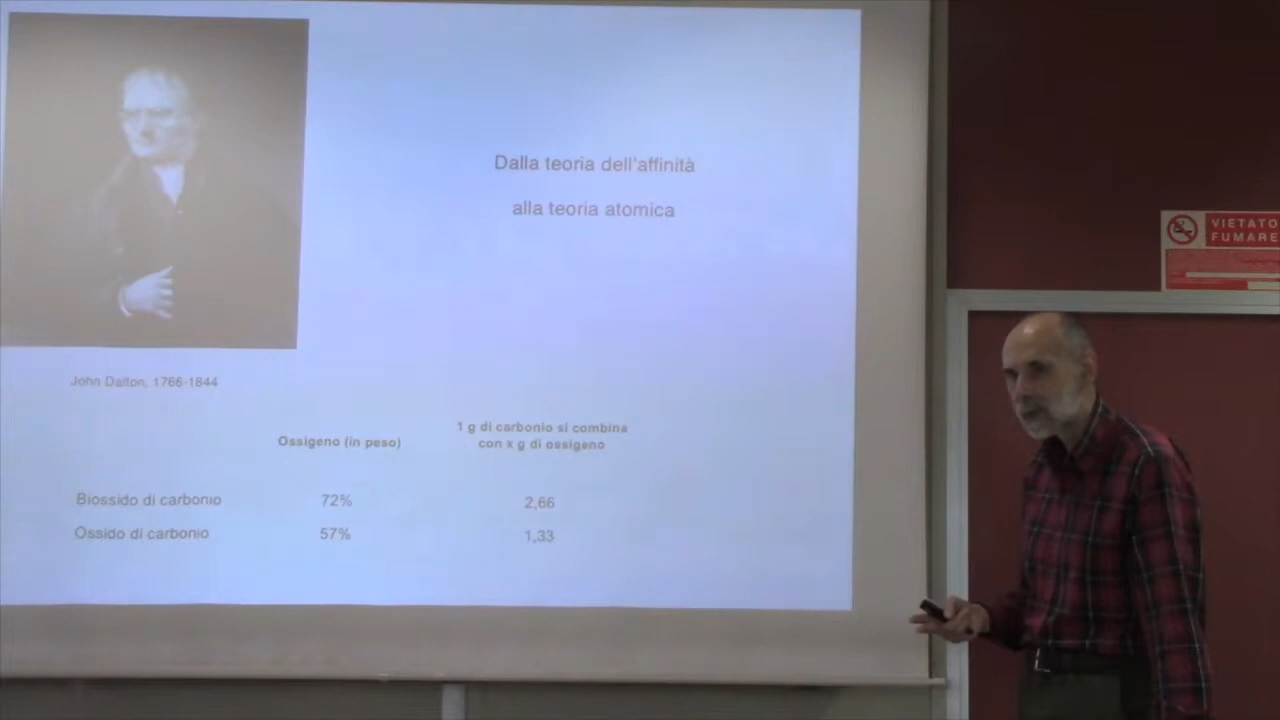 Dalla teoria dell'affinità
alla teoria atomica
VIETATO
FUMARE
John Dalton, 1766-1844
Ossigeno (in peso)
1 g di carbonio si combina
con x g di ossigeno
Biossido di carbonio 72% 2,66
Ossido di carbonio 57% 1,33